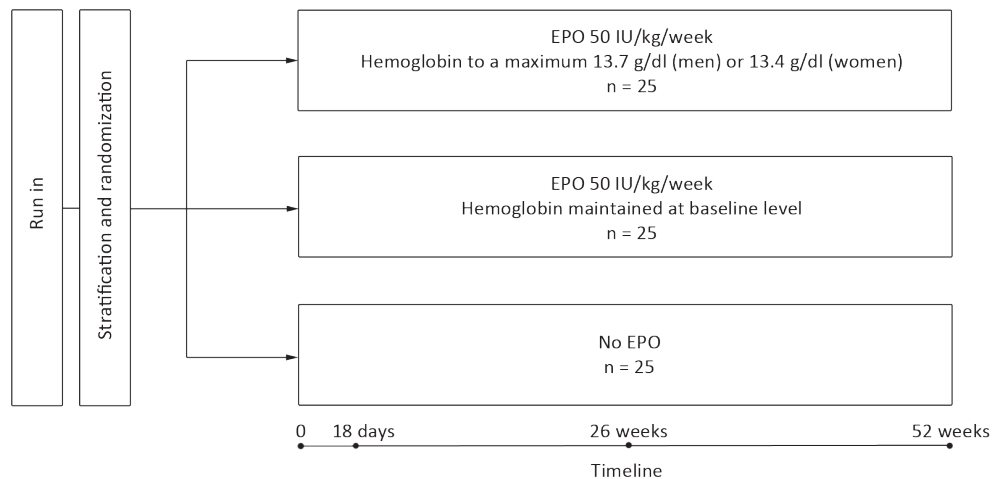 Run in
Stratification and randomization
EPO 50 IU/kg/week
Hemoglobin to a maximum 13.7 g/dl (men) or 13.4 g/dl (women)
n = 25
EPO 50 IU/kg/week
Hemoglobin maintained at baseline level
n = 25
No EPO
n = 25
0 18 days 26 weeks 52 weeks
Timeline